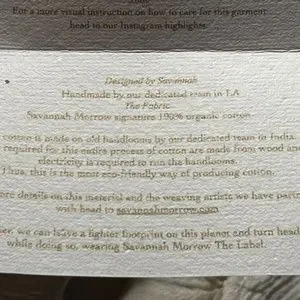 For a more visual instruction on how to care for this garment
head to our Instagram highlights.
Designed by Savannah
Handmade by our dedicated team in LA
The Fabric
Savannah Morrow signature 100% organic cotton
cotton is made on old handlooms by our dedicated team in India.
required for this entire process of cotton are made from wood and
electricity is required to run the handlooms.
Thus, this is the most eco-friendly way of producing cotton.
more details on this material and the weaving artistic we have
with head to savannahmorrow.com
we can leave a lighter footprint on this planet and turn
while doing so, wearing Savannah Morrow The Label.